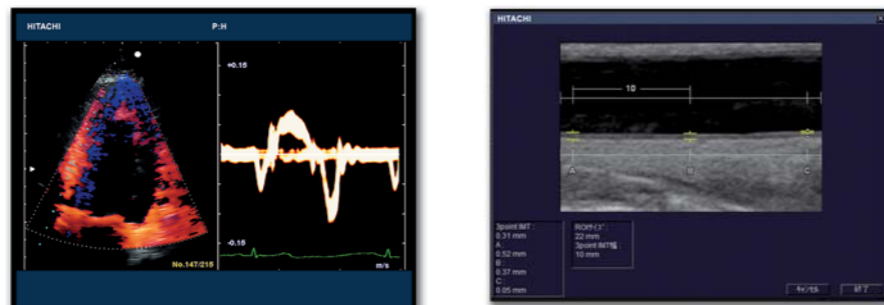 HITACHI
P:H
+0.15
-0.15
No.147/215
m/s
HITACHI
10
A
B
C
3point IMT :
0.31 mm
A :
0.52 mm
B :
0.37 mm
C :
0.05 mm
ROIサイズ :
22 mm
3point IMT幅 :
10 mm
キャンセル
終了